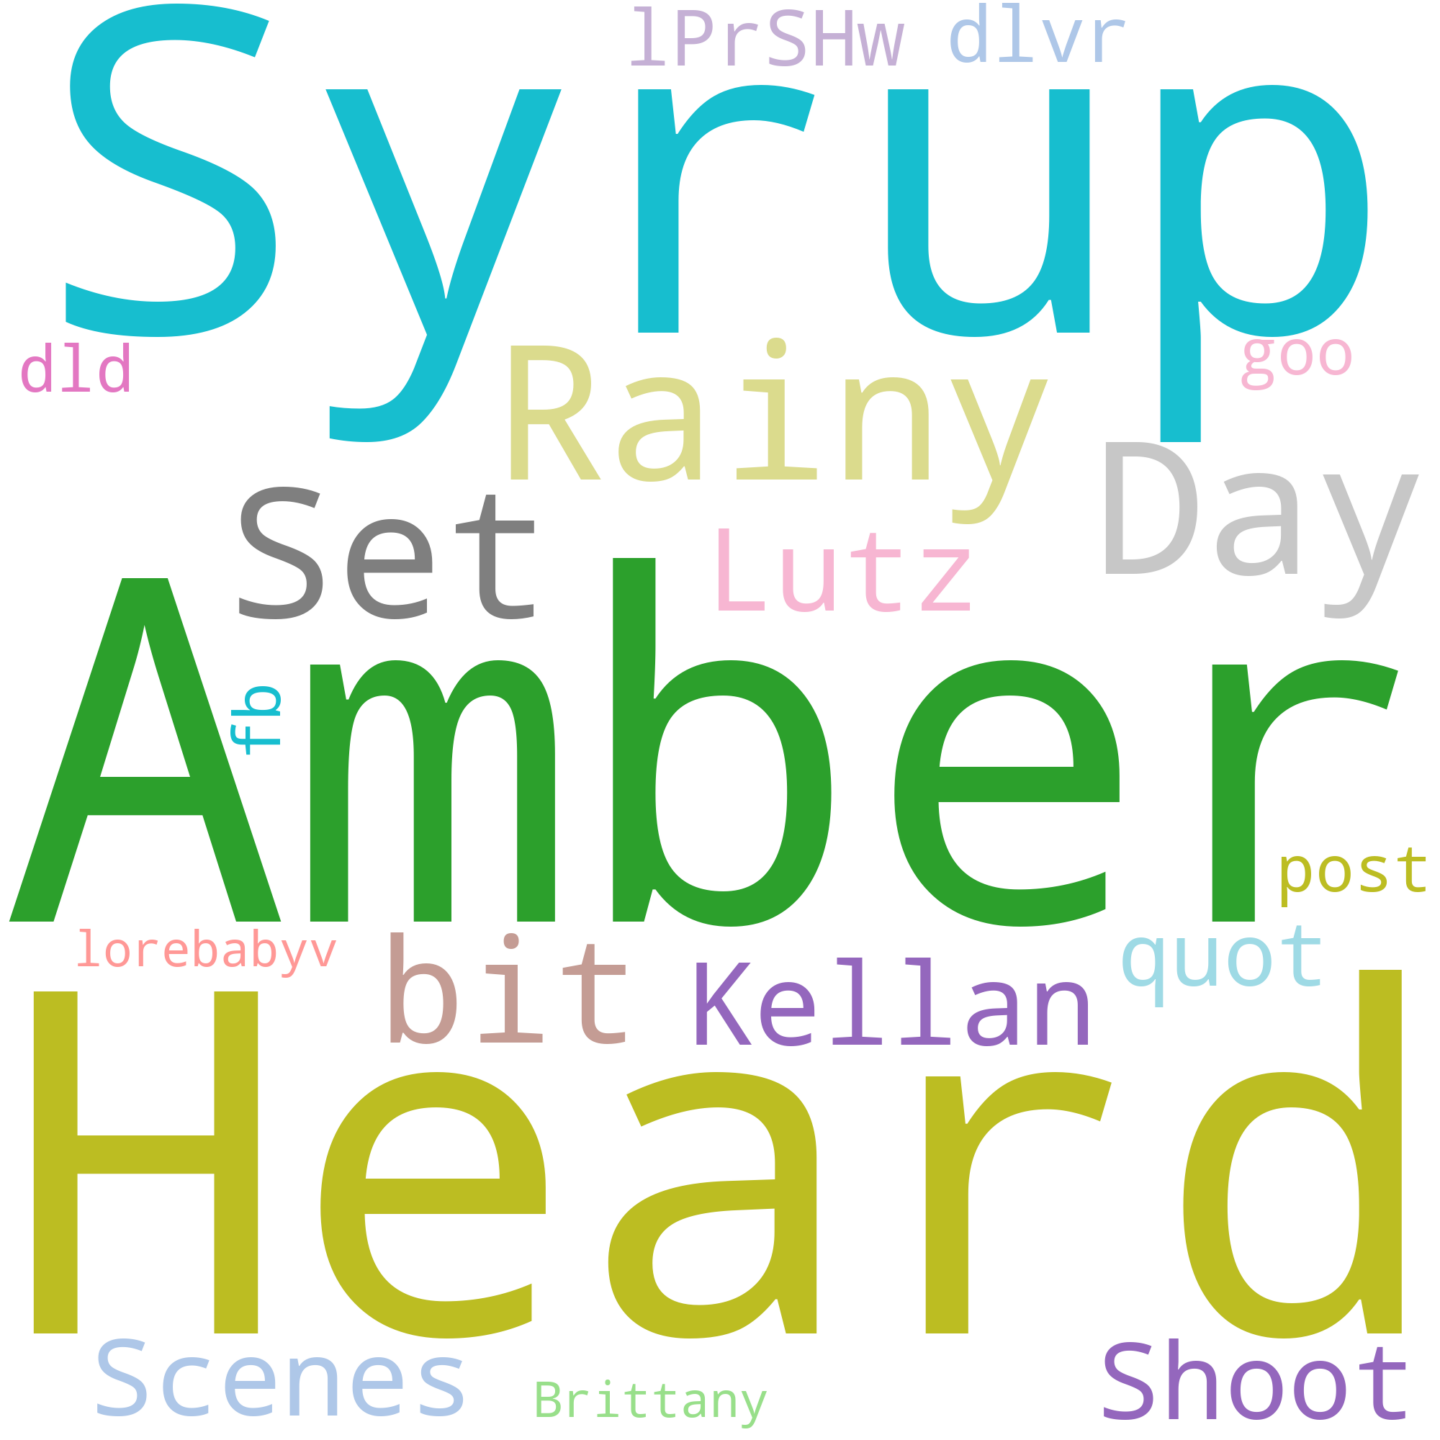 lPrSHw dlvr
Syrup
dld Rainy goo
Set Lutz Day
Amber
fb
post
lorebabyv bit Kellan quot
Heard
Scenes Brittany Shoot